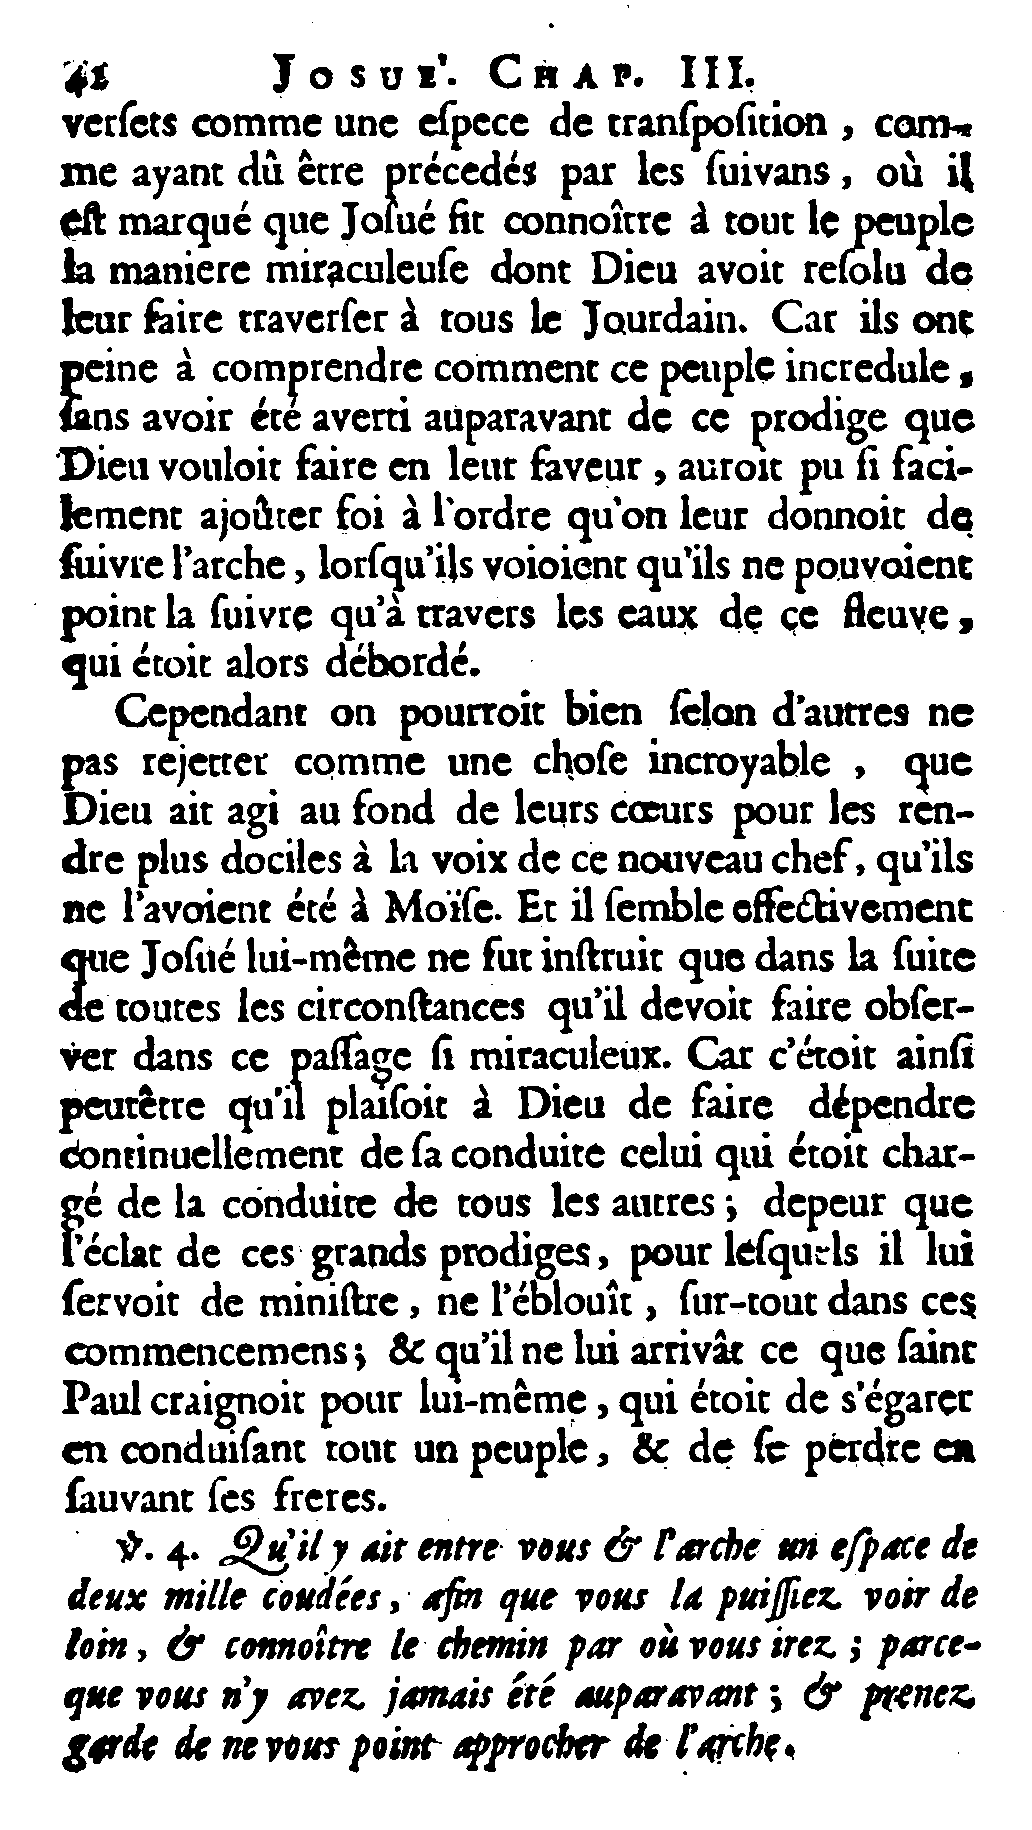 42 JOSUE'. CHAP. III.
verſets comme une eſpece de tranſpoſition, com-
me ayant dû être précedés par les ſuivans, où il
eſt marqué que Joſué fit connoître à tout le peuple
la maniere miraculeuſe dont Dieu avoit reſolu de
leur faire traverſer à tous le Jourdain. Car ils ont
peine à comprendre comment ce peuple incredule,
ſans avoir été averti auparavant de ce prodige que
Dieu vouloit faire en leur faveur, auroit pu ſi faci-
lement ajoûter foi à l'ordre qu'on leur donnoit de
ſuivre l'arche, lorſqu'ils voioient qu'ils ne pouvoient
point la ſuivre qu'à travers les eaux de ce fleuve,
qui étoit alors débordé.
Cependant on pourroit bien ſelon d'autres ne
pas rejetter comme une choſe incroyable, que
Dieu ait agi au fond de leurs cœurs pour les ren-
dre plus dociles à la voix de ce nouveau chef, qu'ils
ne l'avoient été à Moïſe. Et il ſemble effectivement
que Joſué lui-même ne fut inſtruit que dans la ſuite
de toutes les circonſtances qu'il devoit faire obſer-
ver dans ce paſſage ſi miraculeux. Car c'étoit ainſi
peutêtre qu'il plaiſoit à Dieu de faire dépendre
continuellement de ſa conduite celui qui étoit char-
gé de la conduite de tous les autres; depeur que
l'éclat de ces grands prodiges, pour leſquels il lui
ſervoit de miniſtre, ne l'éblouît, ſur-tout dans ces
commencemens; & qu'il ne lui arrivât ce que ſaint
Paul craignoit pour lui-même, qui étoit de s'égarer
en conduiſant tout un peuple, & de ſe perdre en
ſauvant ſes freres.
℣. 4. Qu'il y ait entre vous & l'arche un eſpace de
deux mille coudées, afin que vous la puiſſiez voir de
loin, & connoître le chemin par où vous irez; parce-
que vous n'y avez jamais été auparavant; & prenez
garde de ne vous point approcher de l'arche.